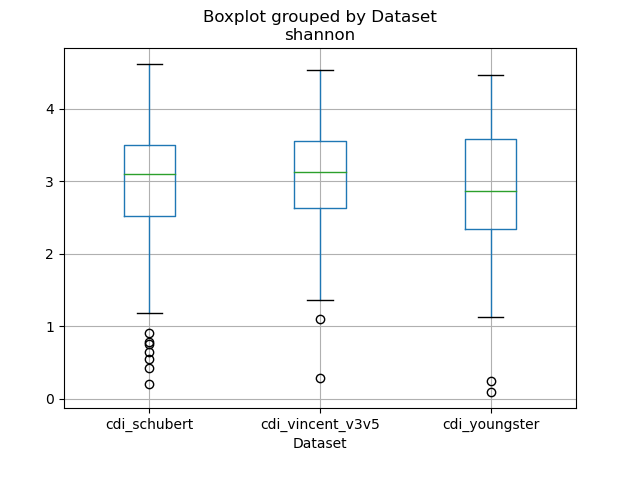 Boxplot grouped by Dataset
shannon
4
3
2
1
0
cdi_schubert
cdi_vincent_v3v5
cdi_youngster
Dataset